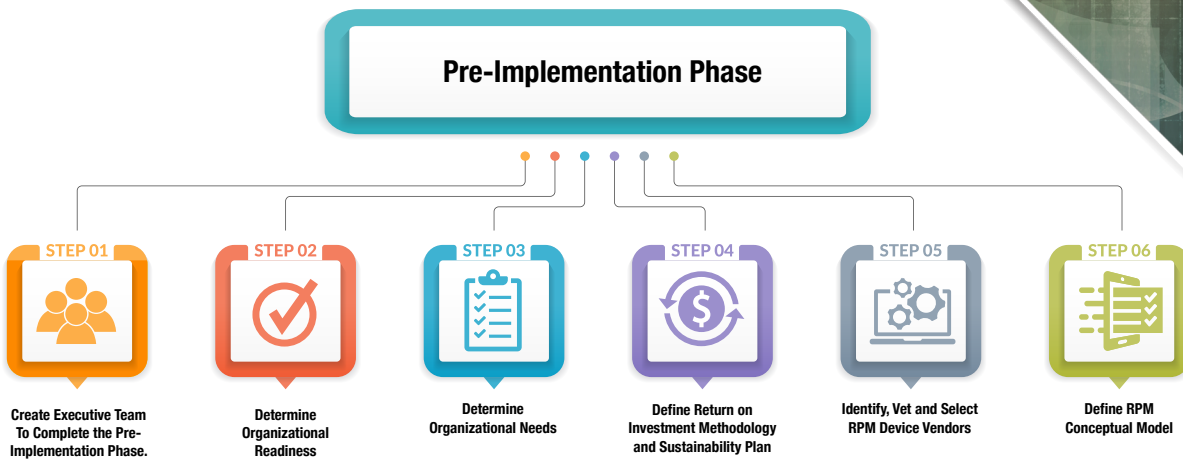 Pre-Implementation Phase
STEP 01
Create Executive Team
To Complete the Pre-
Implementation Phase.
STEP 02
Determine
Organizational
Readiness
STEP 03
Determine
Organizational Needs
STEP 04
$
Define Return on
Investment Methodology
and Sustainability Plan
STEP 05
Identify, Vet and Select
RPM Device Vendors
STEP 06
Define RPM
Conceptual Model